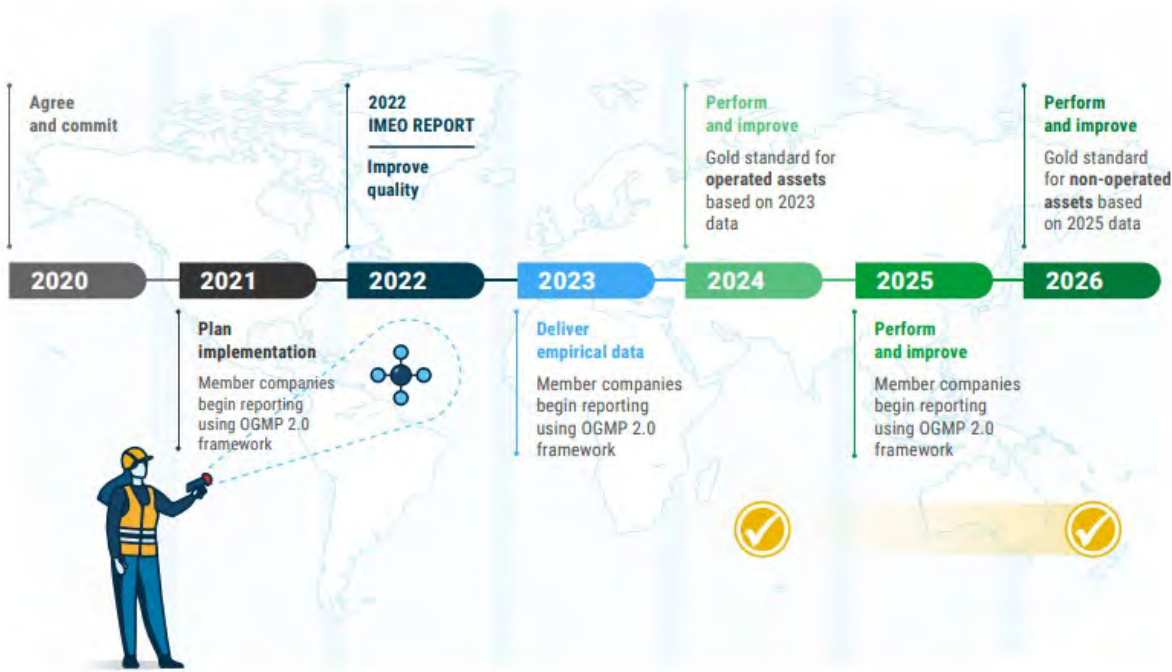 Agree
and commit
2022
IMEO REPORT
Improve
quality
Perform
and improve
Gold standard for
operated assets
based on 2023
data
Perform
and improve
Gold standard
for non-operated
assets based
on 2025 data
2020
2021
2022
2023
2024
2025
2026
Plan
implementation
Member companies
begin reporting
using OGMP 2.0
framework
Deliver
empirical data
Member companies
begin reporting
using OGMP 2.0
framework
Perform
and improve
Member companies
begin reporting
using OGMP 2.0
framework